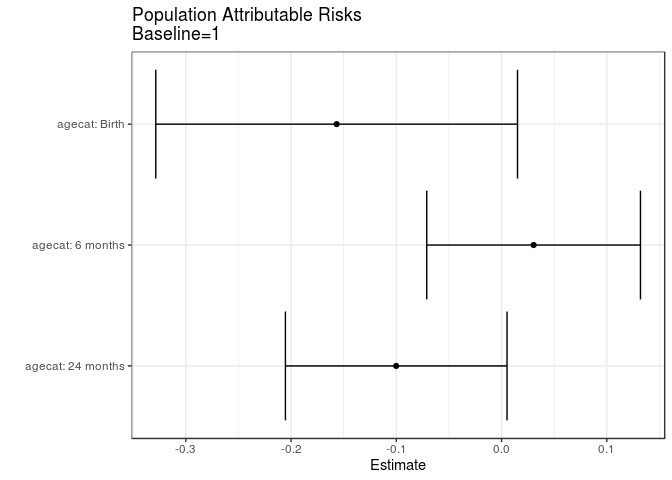 Population Attributable Risks
Baseline=1
agecat: Birth
agecat: 6 months
agecat: 24 months
-0.3 -0.2 -0.1 0.0 0.1
Estimate